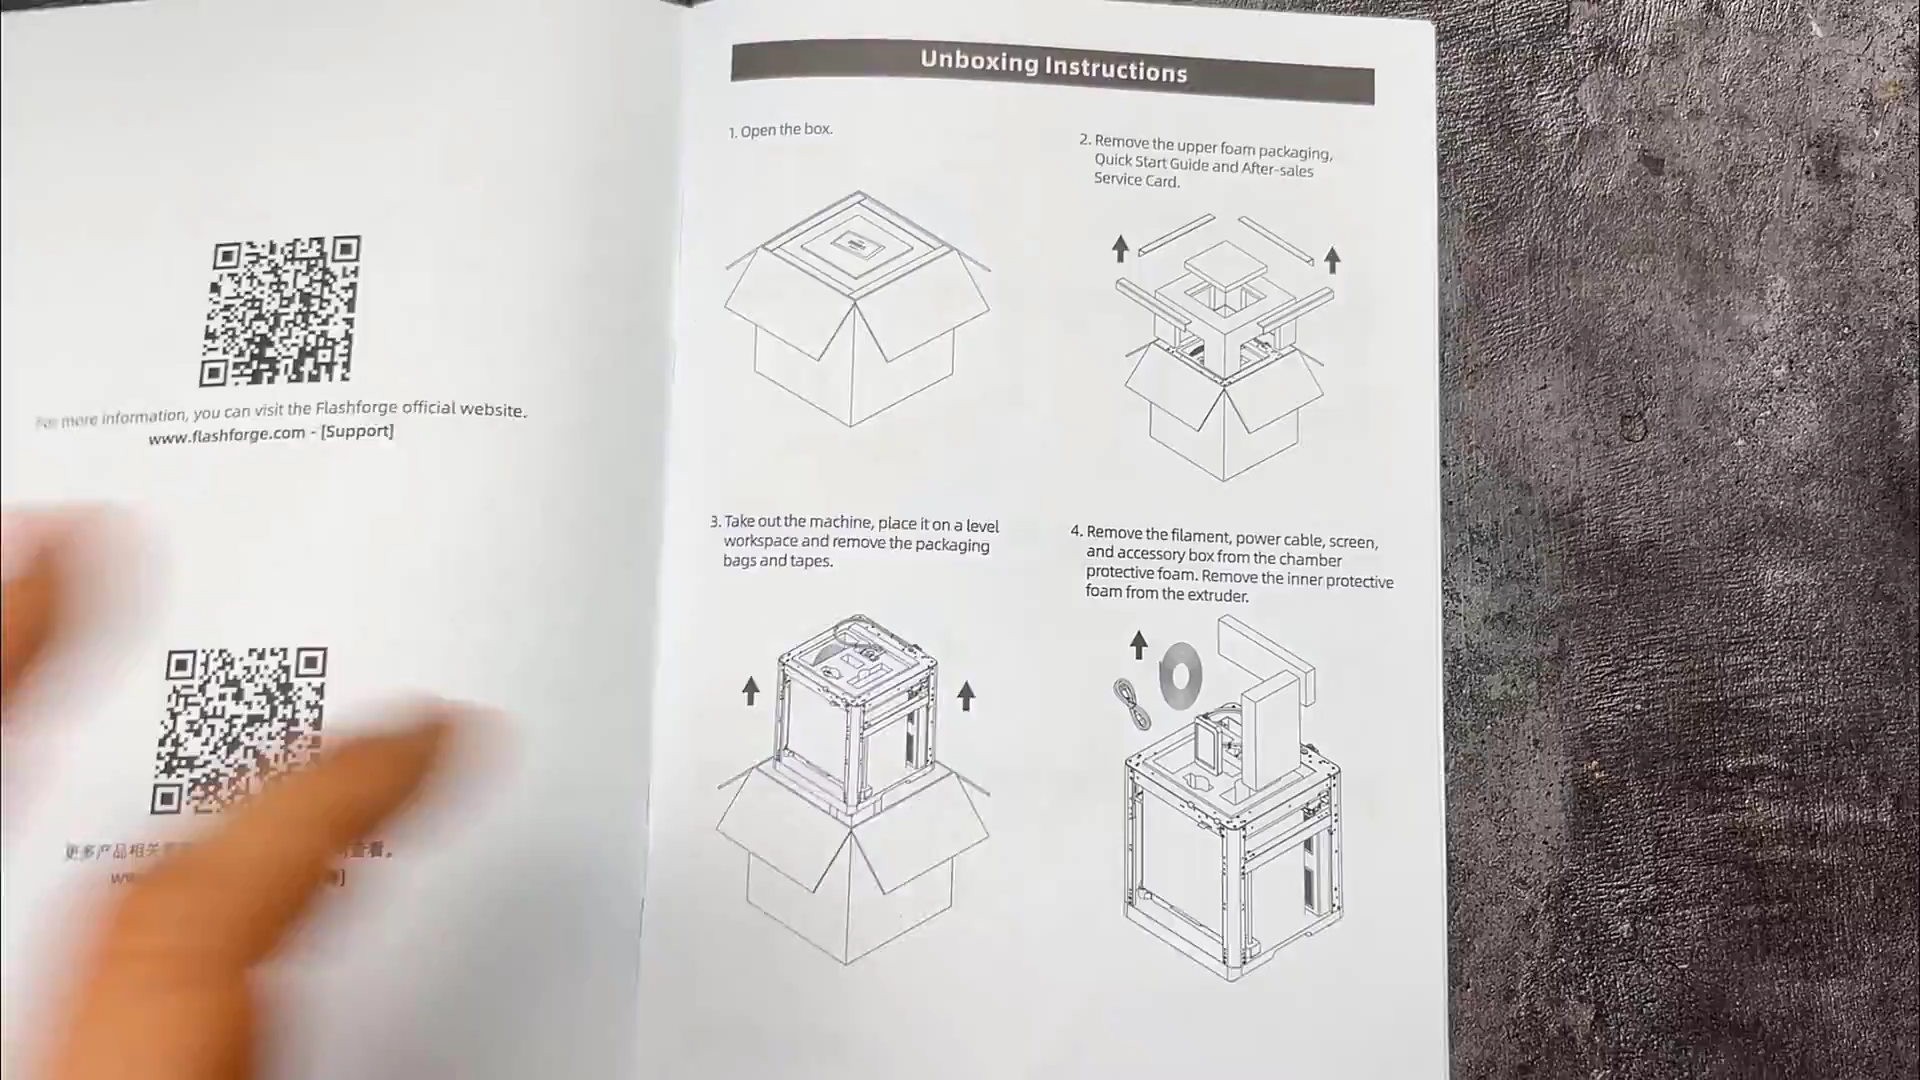 For more information, you can visit the Flashforge official website.
www.flashforge.com - [Support]
更多产品相关
查看。
]
Unboxing Instructions
1. Open the box.
2. Remove the upper foam packaging,
Quick Start Guide and After-sales
Service Card.
3. Take out the machine, place it on a level
workspace and remove the packaging
bags and tapes.
4. Remove the filament, power cable, screen,
and accessory box from the chamber
protective foam. Remove the inner protective
foam from the extruder.